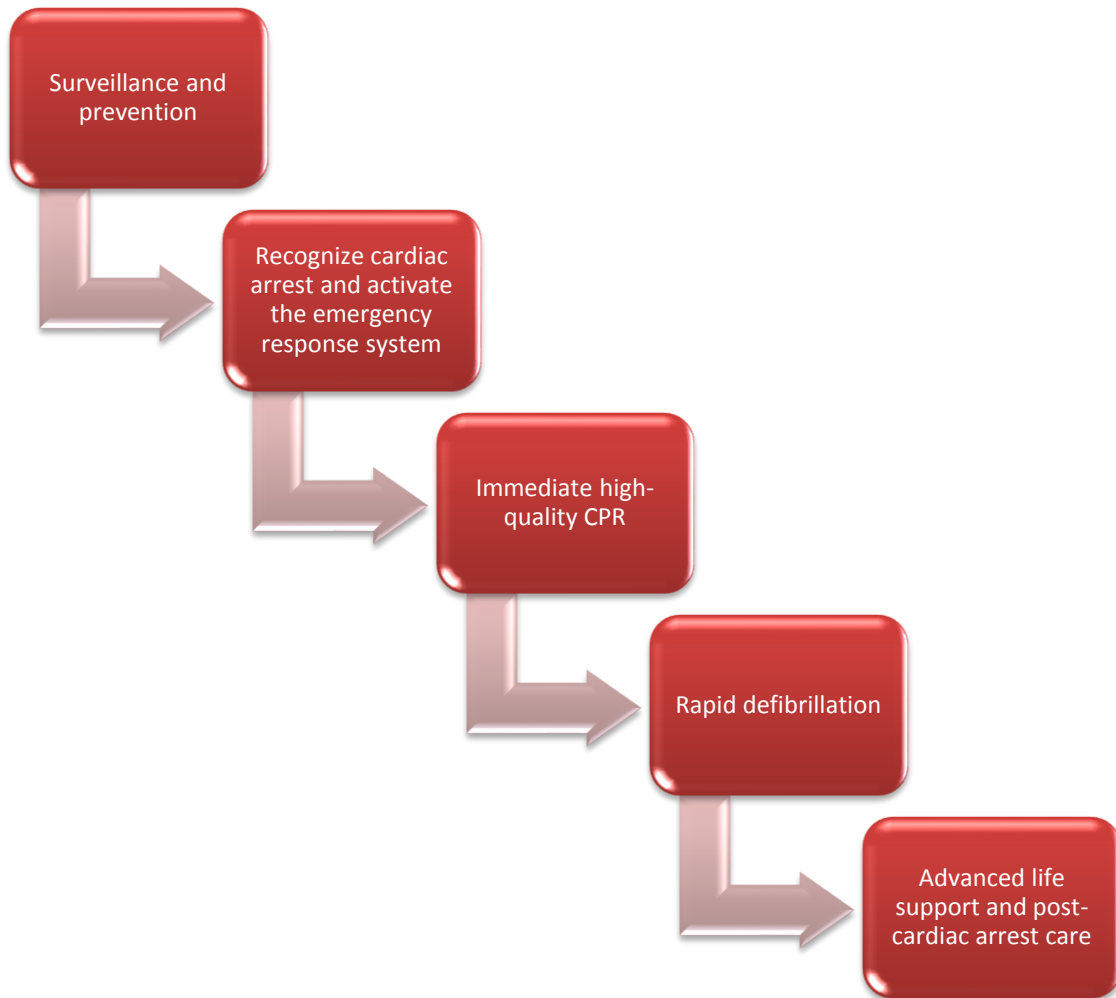 Surveillance and
prevention
Recognize cardiac
arrest and activate
the emergency
response system
Immediate high-
quality CPR
Rapid defibrillation
Advanced life
support and post-
cardiac arrest care